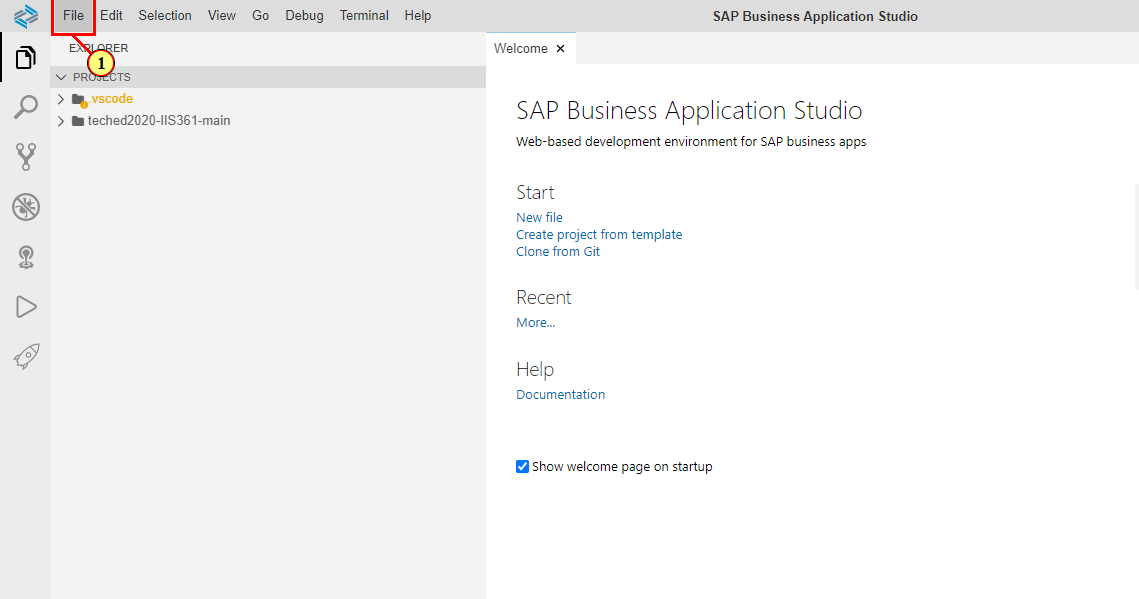 File Edit Selection View Go Debug Terminal Help SAP Business Application Studio
EXPLORER
1
Welcome ×
PROJECTS
.vscode
teched2020-IIS361-main
SAP Business Application Studio
Web-based development environment for SAP business apps
Start
New file
Create project from template
Clone from Git
Recent
More...
Help
Documentation
Show welcome page on startup